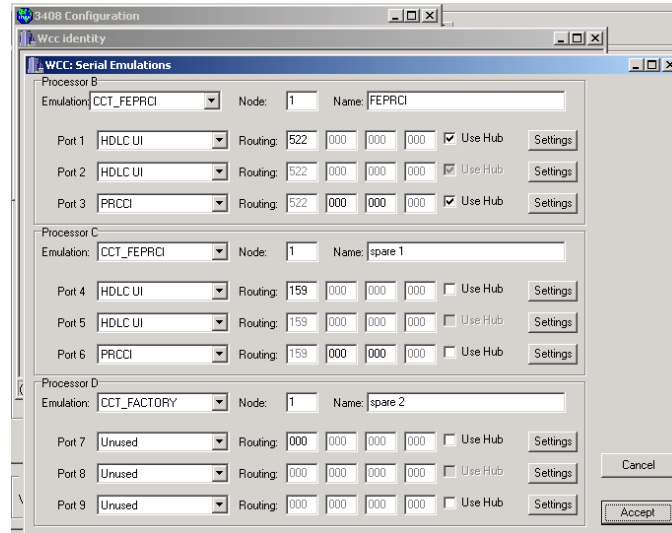 3408 Configuration
Wcc identity
WCC: Serial Emulations
Processor B
Emulation: CCT_FEPRCI Node: 1 Name: FEPRCI
Port 1 HDLC UI Routing: 522 000 000 000 Use Hub Settings
Port 2 HDLC UI Routing: 522 000 000 000 Use Hub Settings
Port 3 PRCCI Routing: 522 000 000 000 Use Hub Settings
Processor C
Emulation: CCT_FEPRCI Node: 1 Name: spare 1
Port 4 HDLC UI Routing: 159 000 000 000 Use Hub Settings
Port 5 HDLC UI Routing: 159 000 000 000 Use Hub Settings
Port 6 PRCCI Routing: 159 000 000 000 Use Hub Settings
Processor D
Emulation: CCT_FACTORY Node: 1 Name: spare 2
Port 7 Unused Routing: 000 000 000 000 Use Hub Settings
Port 8 Unused Routing: 000 000 000 000 Use Hub Settings
Port 9 Unused Routing: 000 000 000 000 Use Hub Settings
Cancel
Accept